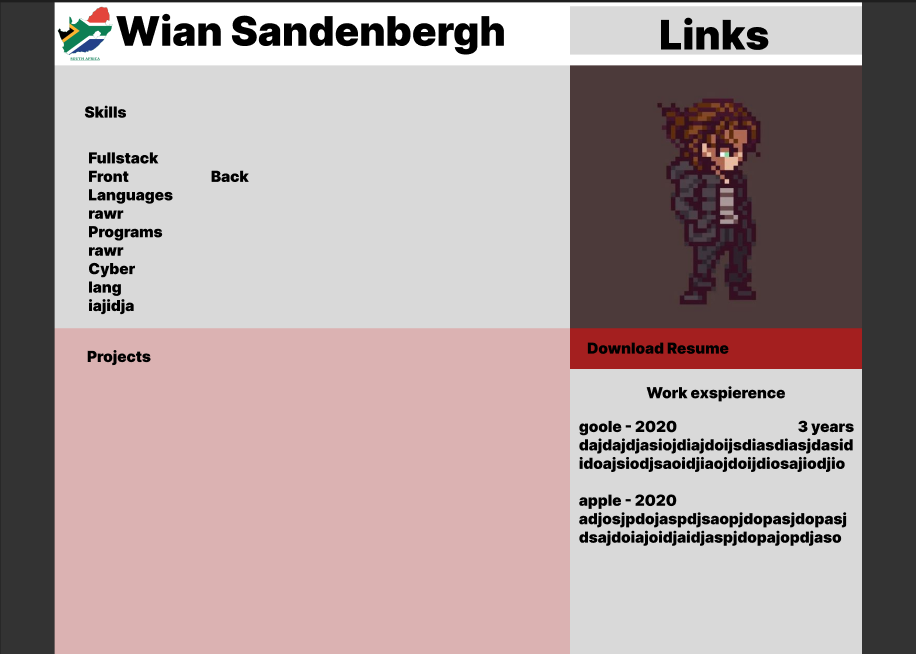 SOUTH AFRICA
Wian Sandenbergh
Links
Skills
Fullstack
Front Back
Languages
rawr
Programs
rawr
Cyber
lang
iajidja
Projects
Download Resume
Work exspierence
goole - 2020 3 years
dajdajdjasiojdiajdoijsdiasdiasjdasid
idoajsiodjsaoidjiaojdoijdiosajiodjio
apple - 2020
adjosjpdojaspdjsaopjdopasjdopasj
dsajdoiajoidjaidjaspjdopajopdjaso